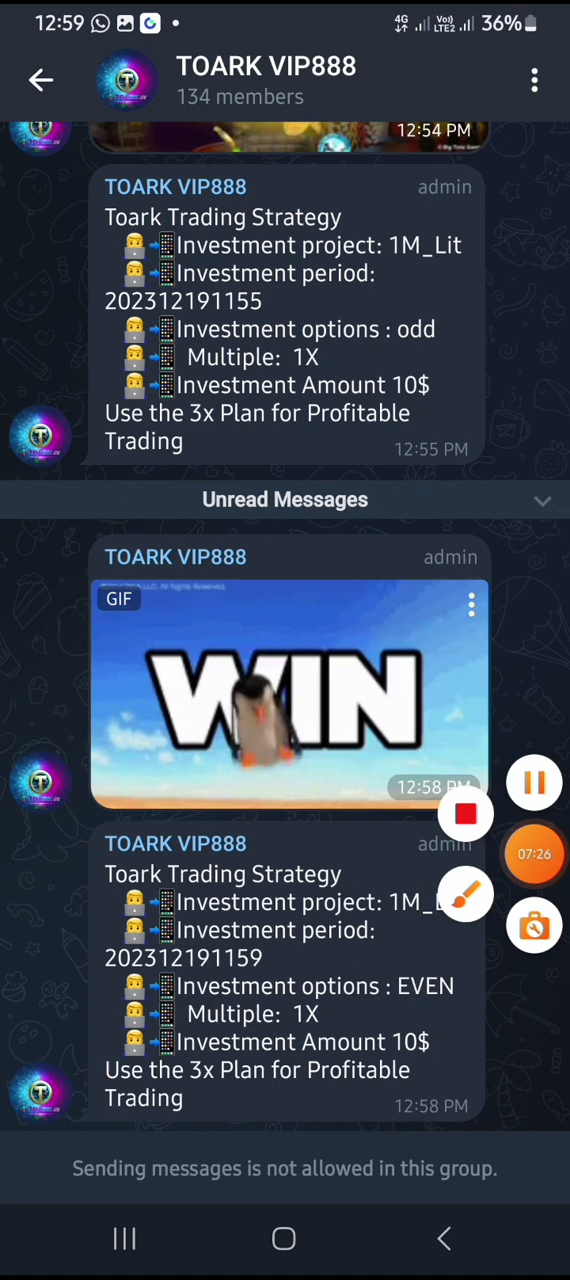 12:59
4G
Vo))
LTE2
36%
TOARK VIP888
134 members
12:54 PM
TOARK VIP888 admin
Toark Trading Strategy
👨‍💻📲Investment project: 1M_Lit
👨‍💻📲Investment period:
202312191155
👨‍💻📲Investment options : odd
👨‍💻📲 Multiple: 1X
👨‍💻📲Investment Amount 10$
Use the 3x Plan for Profitable
Trading
12:55 PM
Unread Messages
TOARK VIP888 admin
GIF
WIN
12:58 PM
TOARK VIP888 admin
Toark Trading Strategy
👨‍💻📲Investment project: 1M_
👨‍💻📲Investment period:
202312191159
👨‍💻📲Investment options : EVEN
👨‍💻📲 Multiple: 1X
👨‍💻📲Investment Amount 10$
Use the 3x Plan for Profitable
Trading
12:58 PM
07:26
Sending messages is not allowed in this group.